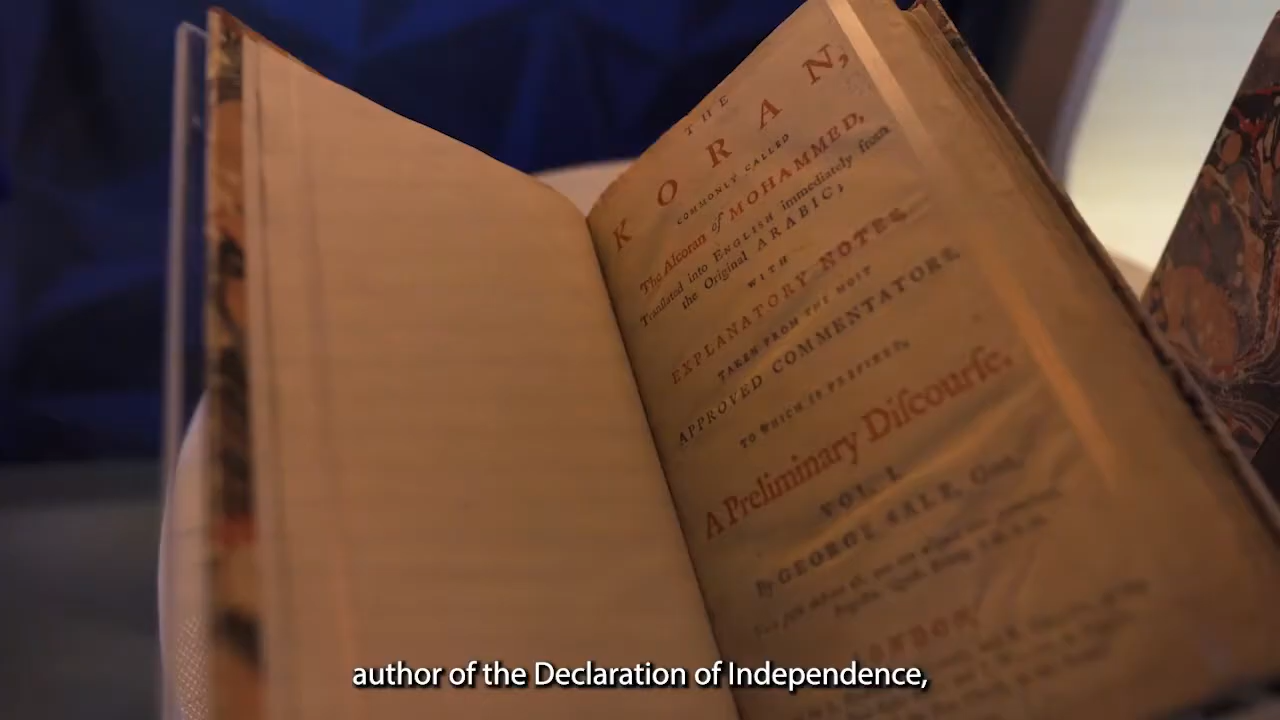 THE
KORAN,
COMMONLY CALLED
The Alcoran of MOHAMMED,
Tranſlated into ENGLISH immediately from
the Original ARABIC;
WITH
EXPLANATORY NOTES,
TAKEN FROM THE MOST
APPROVED COMMENTATORS.
TO WHICH IS PREFIXED,
A Preliminary Diſcourſe.
VOL. I.
By GEORGE SALE, Gent.
LONDON
author of the Declaration of Independence,